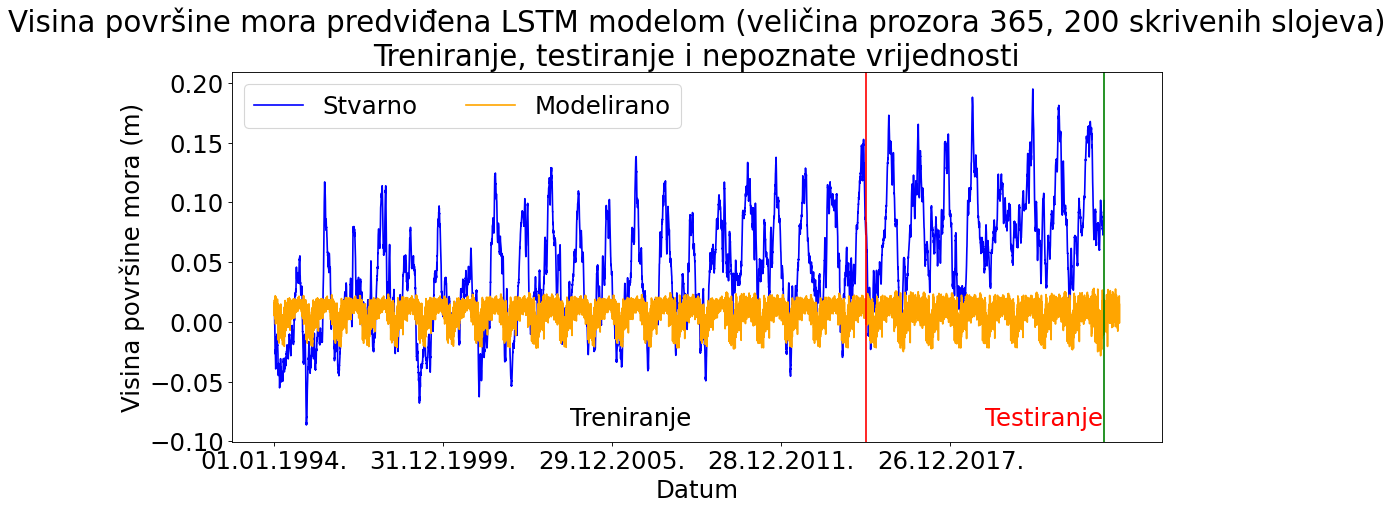 Visina površine mora predviđena LSTM modelom (veličina prozora 365, 200 skrivenih slojeva)
Treniranje, testiranje i nepoznate vrijednosti
Stvarno
Modelirano
Visina površine mora (m)
0.20
0.15
0.10
0.05
0.00
−0.05
−0.10
Treniranje
Testiranje
01.01.1994.
31.12.1999.
29.12.2005.
28.12.2011.
26.12.2017.
Datum